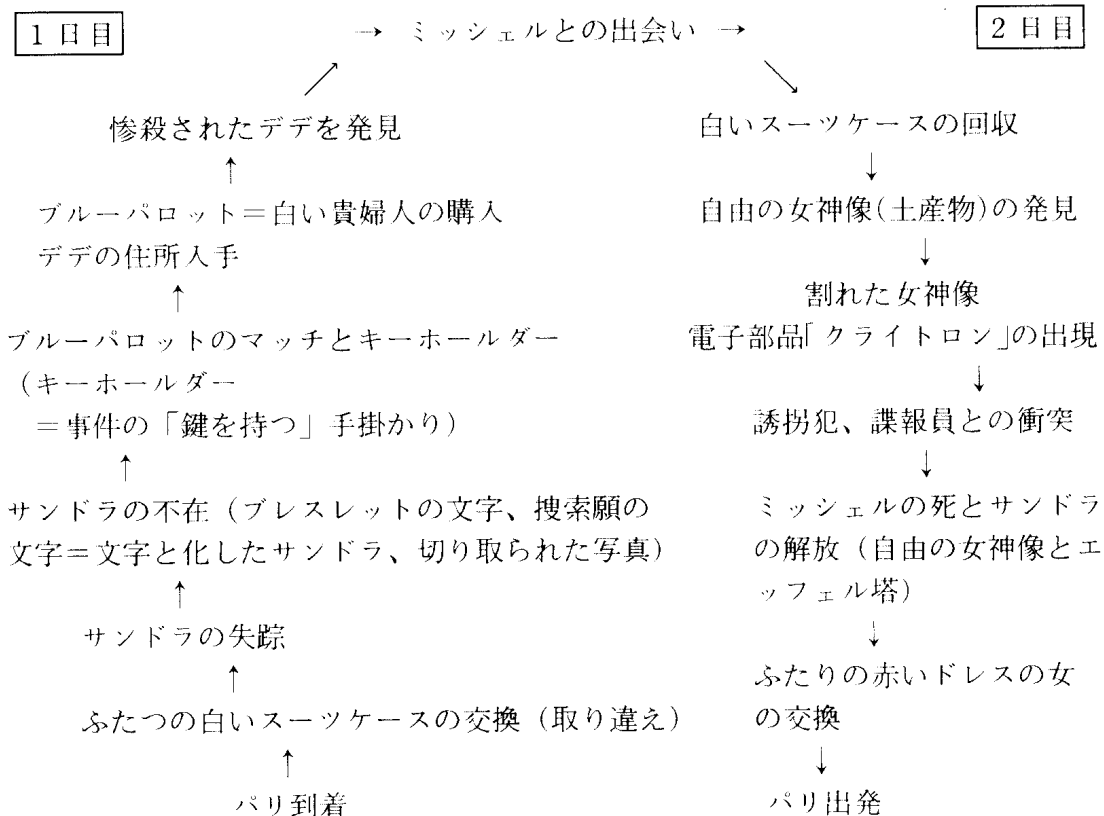 1日目
→ ミッシェルとの出会い →
2日目
惨殺されたデデを発見
ブルーパロット＝白い貴婦人の購入
デデの住所入手
ブルーパロットのマッチとキーホールダー
（キーホールダー
＝事件の「鍵を持つ」手掛かり）
サンドラの不在（ブレスレットの文字、捜索願の
文字＝文字と化したサンドラ、切り取られた写真）
サンドラの失踪
ふたつの白いスーツケースの交換（取り違え）
パリ到着
白いスーツケースの回収
自由の女神像(土産物)の発見
割れた女神像
電子部品「クライトロン」の出現
誘拐犯、諜報員との衝突
ミッシェルの死とサンドラ
の解放（自由の女神像とエ
ッフェル塔）
ふたりの赤いドレスの女
の交換
パリ出発